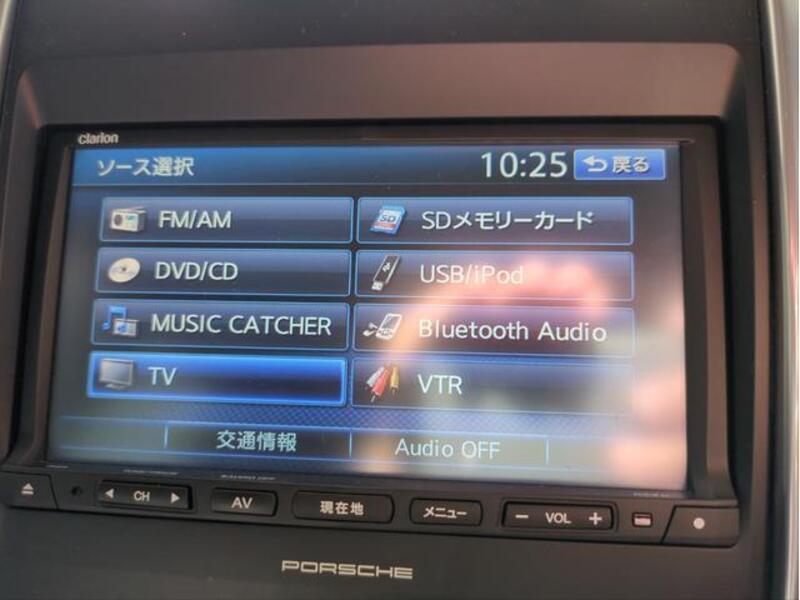 clarion
ソース選択 10:25 戻る
FM/AM SDメモリーカード
DVD/CD USB/iPod
MUSIC CATCHER Bluetooth Audio
TV VTR
交通情報 Audio OFF
CH AV 現在地 メニュー − VOL +
PORSCHE